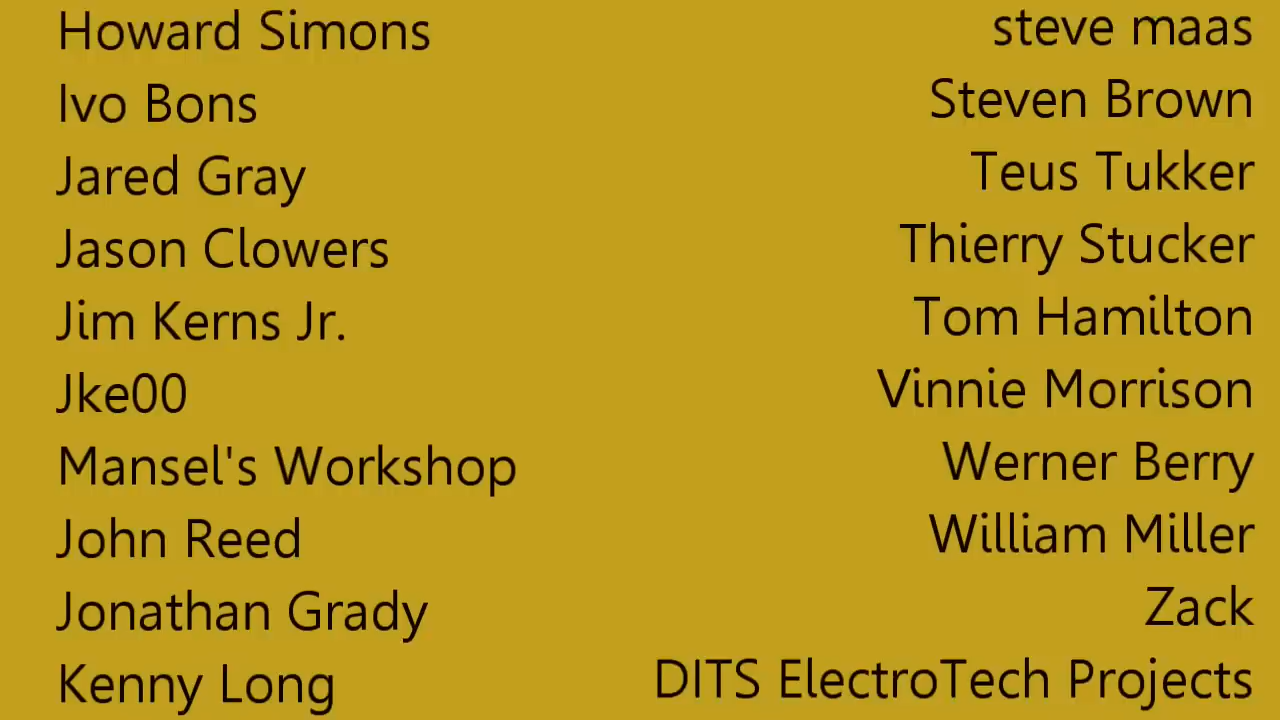 Howard Simons
Ivo Bons
Jared Gray
Jason Clowers
Jim Kerns Jr.
Jke00
Mansel's Workshop
John Reed
Jonathan Grady
Kenny Long
steve maas
Steven Brown
Teus Tukker
Thierry Stucker
Tom Hamilton
Vinnie Morrison
Werner Berry
William Miller
Zack
DITS ElectroTech Projects